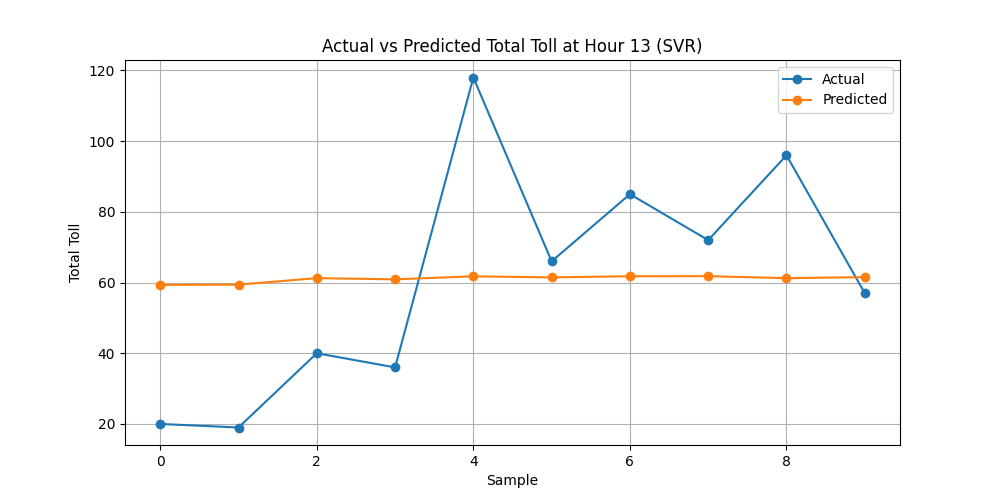 Actual vs Predicted Total Toll at Hour 13 (SVR)
Actual
Predicted
Total Toll
120
100
80
60
40
20
0 2 4 6 8
Sample